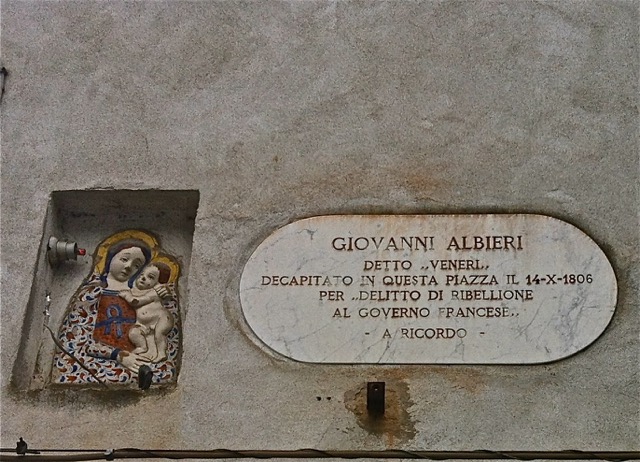 GIOVANNI ALBIERI
DETTO „VENERI„
DECAPITATO IN QUESTA PIAZZA IL 14-X-1806
PER „DELITTO DI RIBELLIONE
AL GOVERNO FRANCESE„
- A RICORDO -